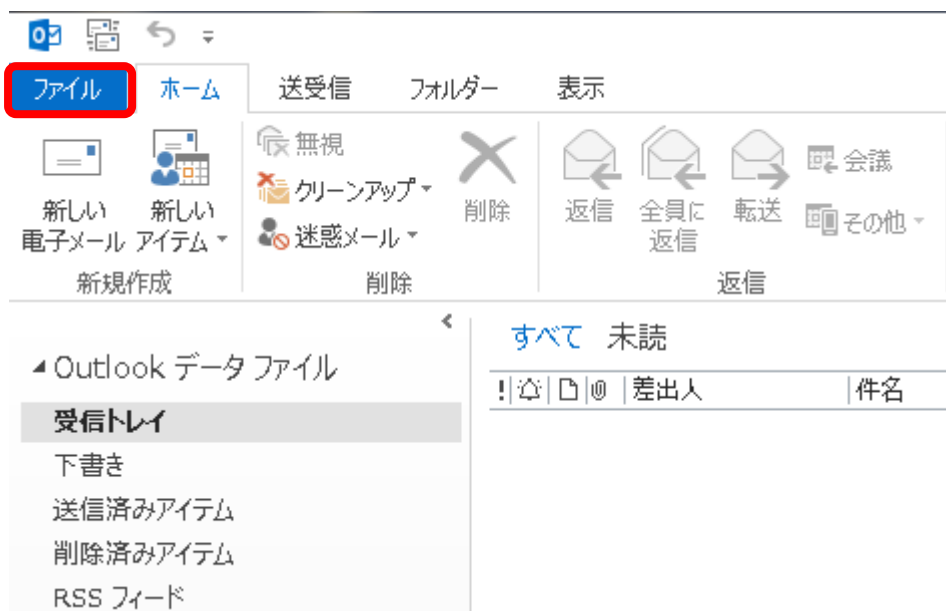 ファイル ホーム 送受信 フォルダー 表示
無視
クリーンアップ
迷惑メール
新しい
電子メール
新しい
アイテム
削除
返信
全員に
返信
転送
会議
その他
新規作成 削除 返信
すべて 未読
Outlook データ ファイル
! 差出人 件名
受信トレイ
下書き
送信済みアイテム
削除済みアイテム
RSS フィード